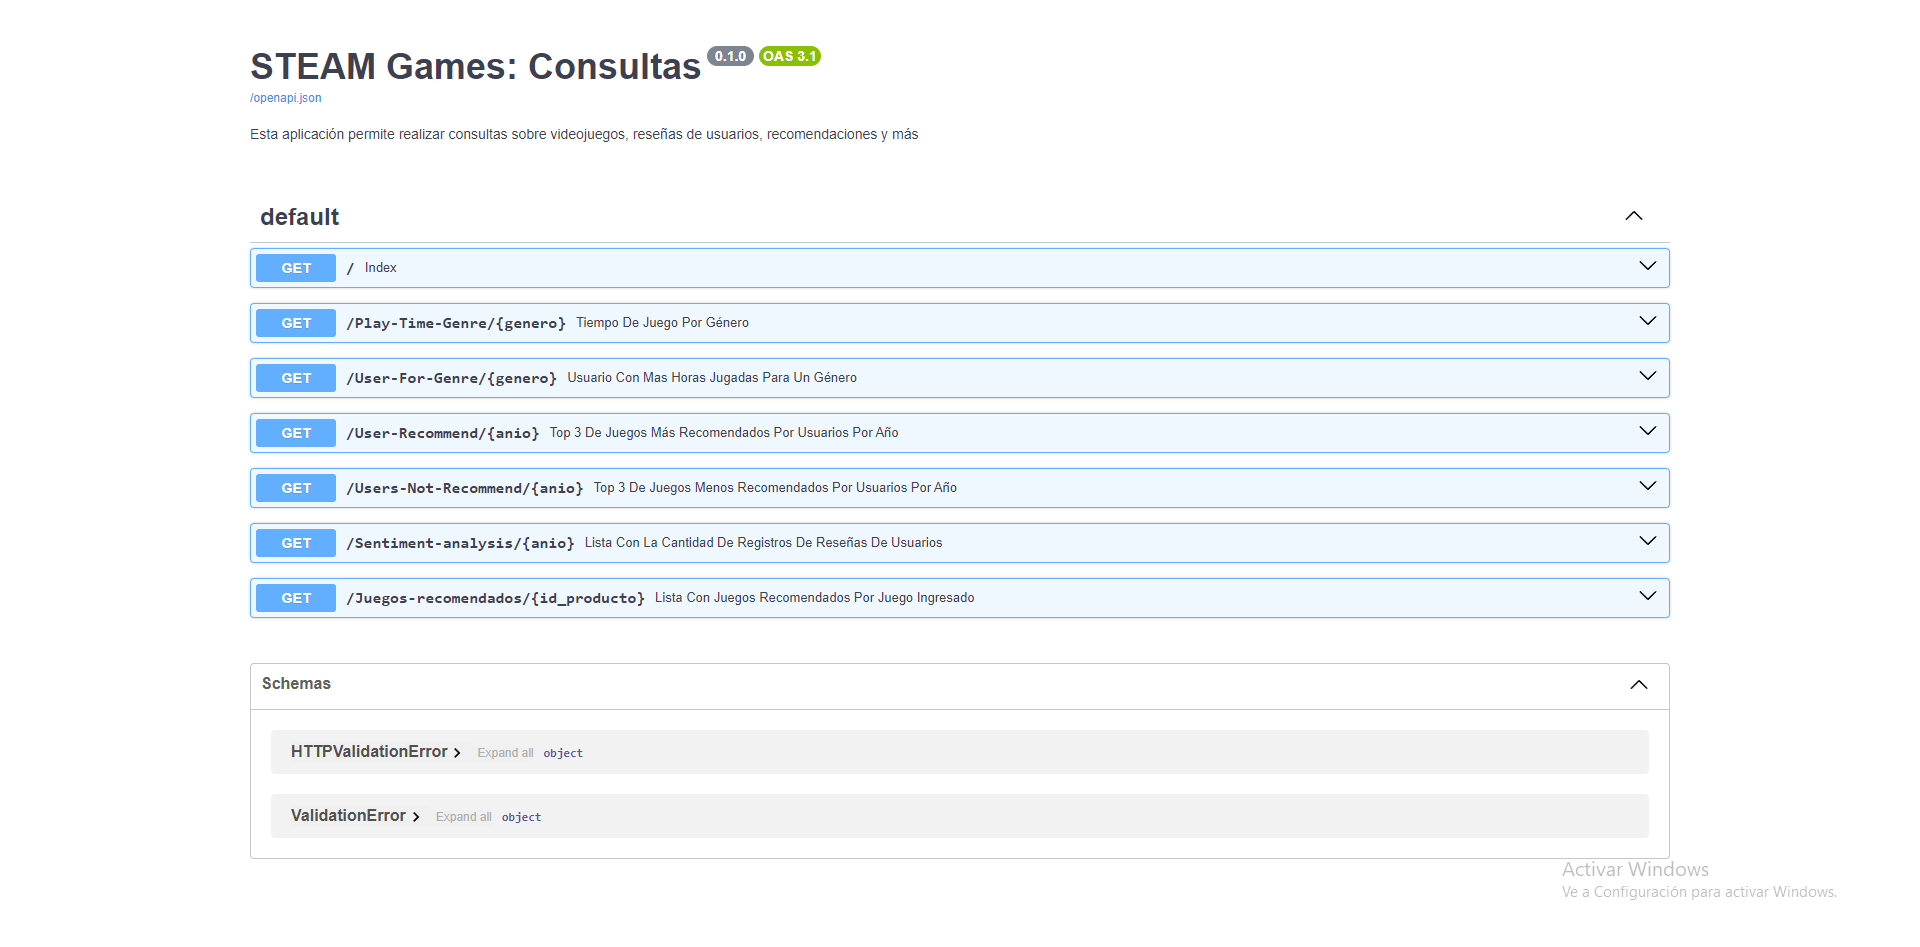 STEAM Games: Consultas 0.1.0 OAS 3.1
/openapi.json
Esta aplicación permite realizar consultas sobre videojuegos, reseñas de usuarios, recomendaciones y más
default
GET / Index
GET /Play-Time-Genre/{genero} Tiempo De Juego Por Género
GET /User-For-Genre/{genero} Usuario Con Mas Horas Jugadas Para Un Género
GET /User-Recommend/{anio} Top 3 De Juegos Más Recomendados Por Usuarios Por Año
GET /Users-Not-Recommend/{anio} Top 3 De Juegos Menos Recomendados Por Usuarios Por Año
GET /Sentiment-analysis/{anio} Lista Con La Cantidad De Registros De Reseñas De Usuarios
GET /Juegos-recomendados/{id_producto} Lista Con Juegos Recomendados Por Juego Ingresado
Schemas
HTTPValidationError Expand all object
ValidationError Expand all object
Activar Windows
Ve a Configuración para activar Windows.